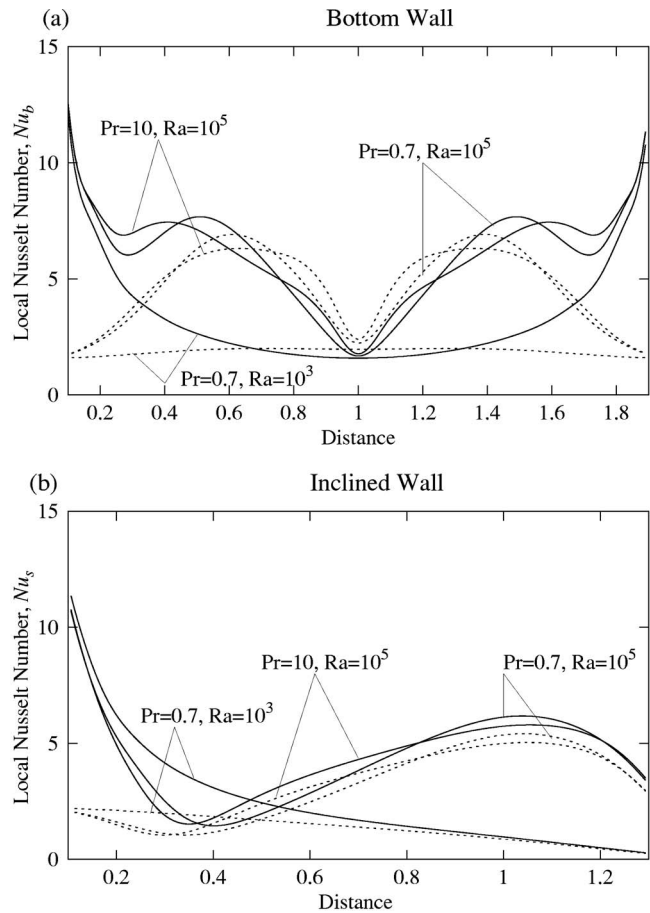 (a) Bottom Wall
15
10
5
0
Local Nusselt Number, Nu_b
Pr=10, Ra=10^5
Pr=0.7, Ra=10^5
Pr=0.7, Ra=10^3
0.2 0.4 0.6 0.8 1 1.2 1.4 1.6 1.8
Distance
(b) Inclined Wall
15
10
5
0
Local Nusselt Number, Nu_s
Pr=10, Ra=10^5
Pr=0.7, Ra=10^5
Pr=0.7, Ra=10^3
0.2 0.4 0.6 0.8 1 1.2
Distance